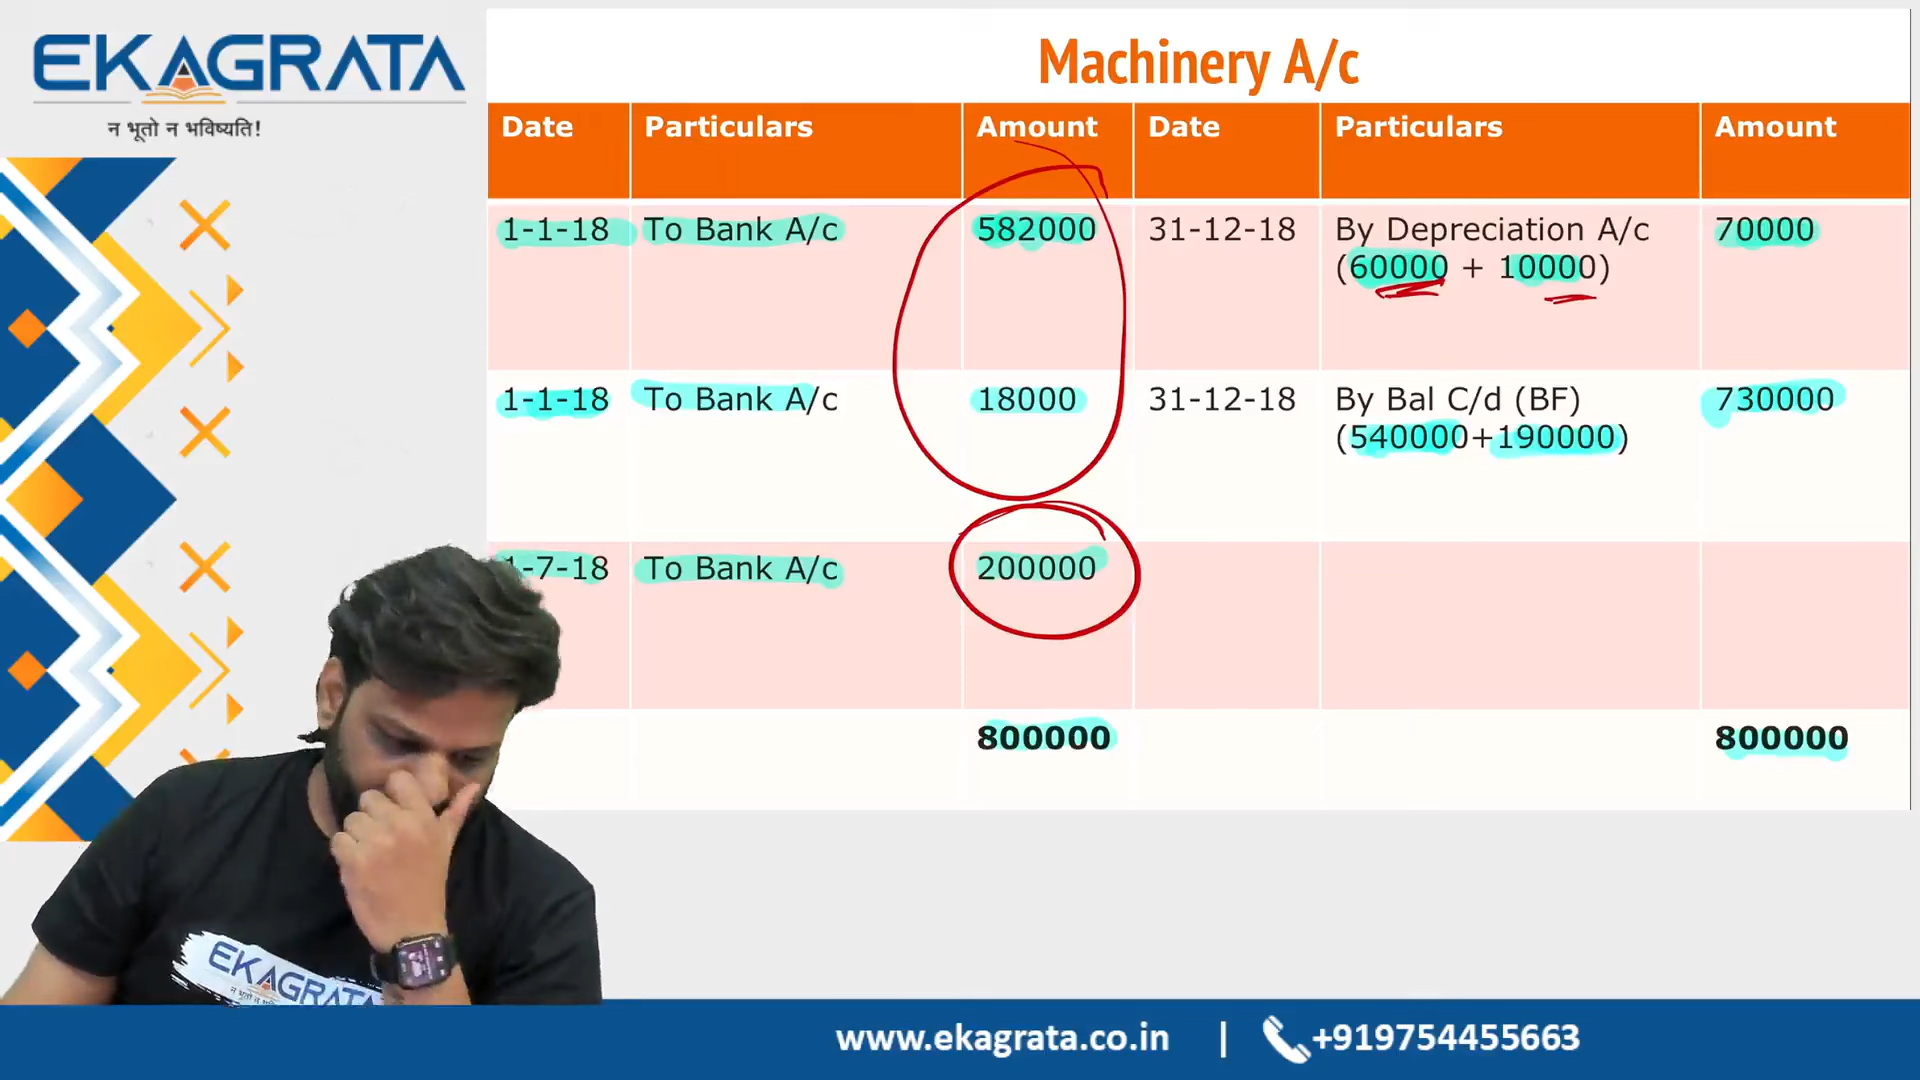 EKAGRATA
न भूतो न भविष्यति!
Machinery A/c
Date Particulars Amount Date Particulars Amount
1-1-18 To Bank A/c 582000 31-12-18 By Depreciation A/c 70000
(60000 + 10000)
1-1-18 To Bank A/c 18000 31-12-18 By Bal C/d (BF) 730000
(540000+190000)
1-7-18 To Bank A/c 200000
800000 800000
EKAGRATA
www.ekagrata.co.in | +919754455663